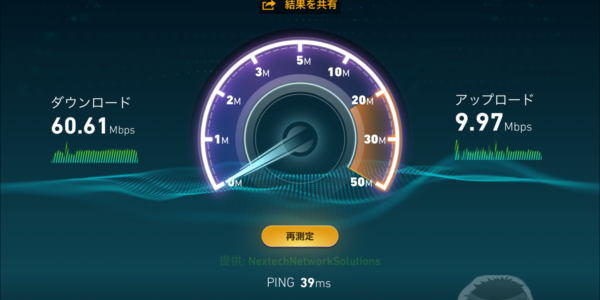 結果を共有
5M
3M
10M
2M
20M
1M
30M
0M
50M
ダウンロード
60.61 Mbps
アップロード
9.97 Mbps
再測定
提供: NextechNetworkSolutions
PING 39ms